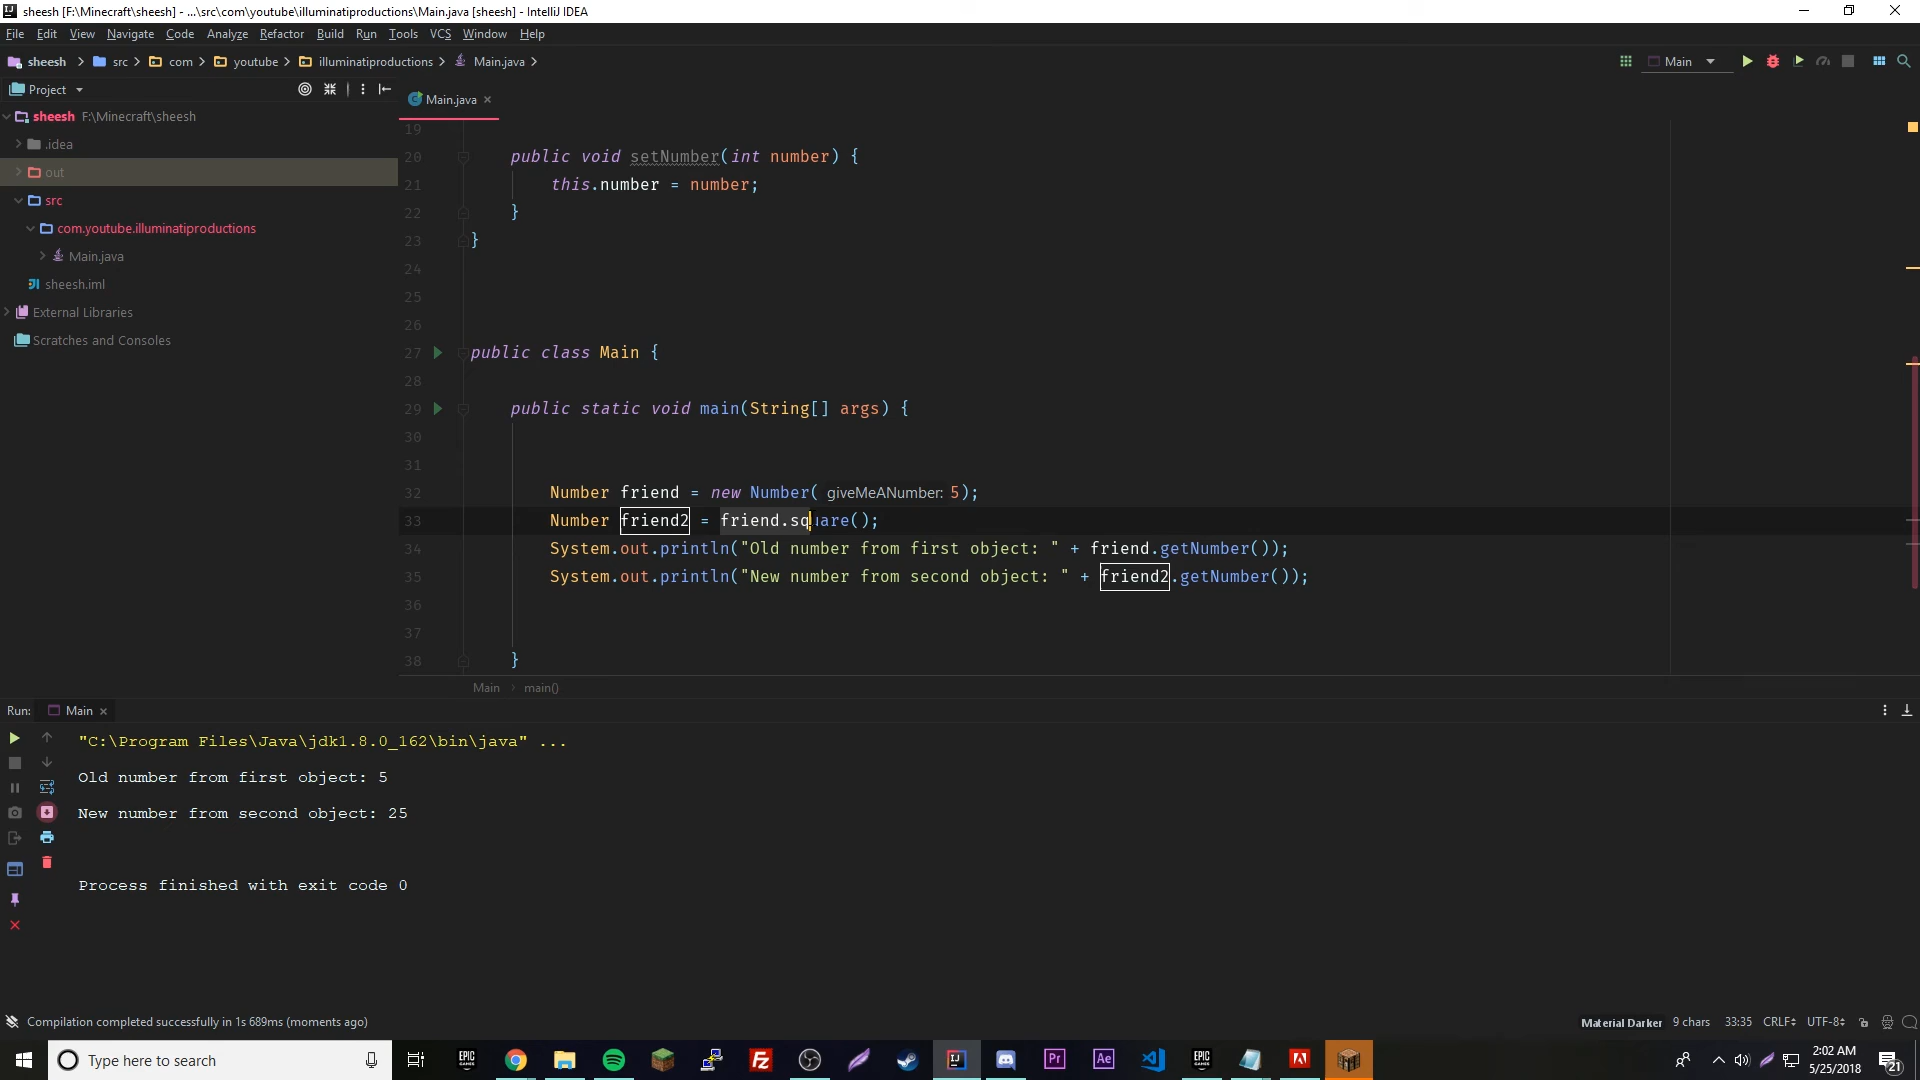 sheesh [F:\Minecraft\sheesh] - ...\src\com\youtube\illuminatiproductions\Main.java [sheesh] - IntelliJ IDEA
File Edit View Navigate Code Analyze Refactor Build Run Tools VCS Window Help
sheesh src com youtube illuminatiproductions Main.java Main
Project
Main.java
sheesh F:\Minecraft\sheesh
.idea
out
src
com.youtube.illuminatiproductions
Main.java
sheesh.iml
External Libraries
Scratches and Consoles
19
20 public void setNumber(int number) {
21 this.number = number;
22 }
23 }
24
25
26
27 public class Main {
28
29 public static void main(String[] args) {
30
31
32 Number friend = new Number( giveMeANumber: 5);
33 Number friend2 = friend.square();
34 System.out.println("Old number from first object: " + friend.getNumber());
35 System.out.println("New number from second object: " + friend2.getNumber());
36
37
38 }
Main main()
Run: Main
"C:\Program Files\Java\jdk1.8.0_162\bin\java" ...
Old number from first object: 5
New number from second object: 25
Process finished with exit code 0
Compilation completed successfully in 1s 689ms (moments ago)
Material Darker 9 chars 33:35 CRLF UTF-8
Type here to search
EPIC GAMES
Fz
IJ
Pr
Ae
EPIC GAMES
2:02 AM
5/25/2018
21